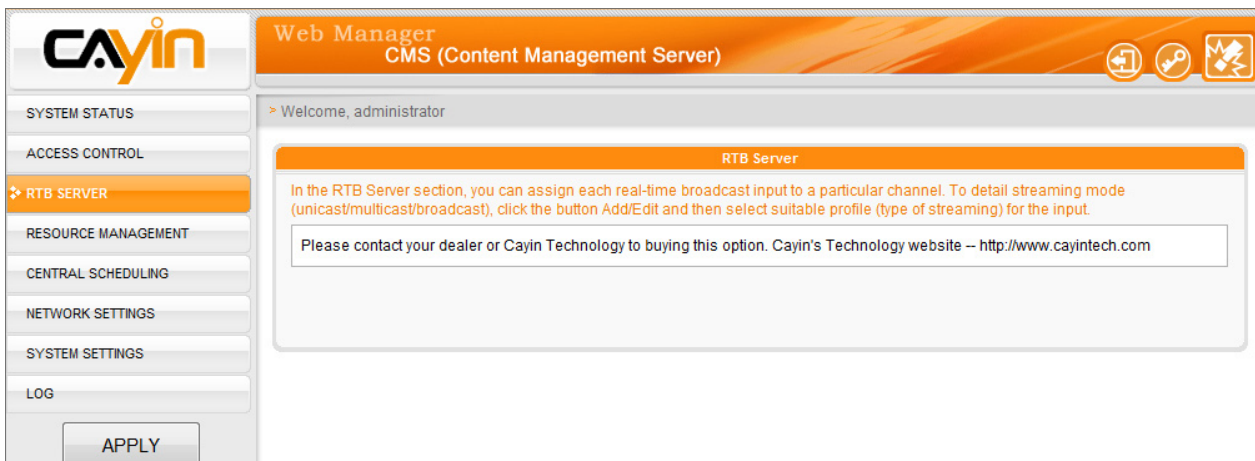 CAyin
Web Manager
CMS (Content Management Server)
SYSTEM STATUS
ACCESS CONTROL
RTB SERVER
RESOURCE MANAGEMENT
CENTRAL SCHEDULING
NETWORK SETTINGS
SYSTEM SETTINGS
LOG
APPLY
> Welcome, administrator
RTB Server
In the RTB Server section, you can assign each real-time broadcast input to a particular channel. To detail streaming mode
(unicast/multicast/broadcast), click the button Add/Edit and then select suitable profile (type of streaming) for the input.
Please contact your dealer or Cayin Technology to buying this option. Cayin's Technology website -- http://www.cayintech.com